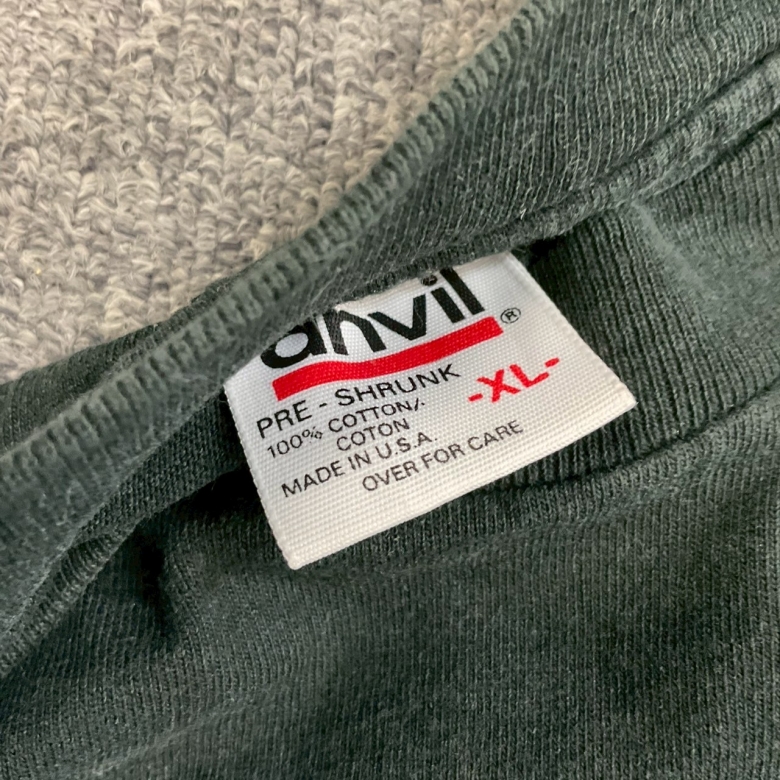 anvil®
PRE - SHRUNK
-XL-
100% COTTON/
COTON
MADE IN U.S.A.
OVER FOR CARE